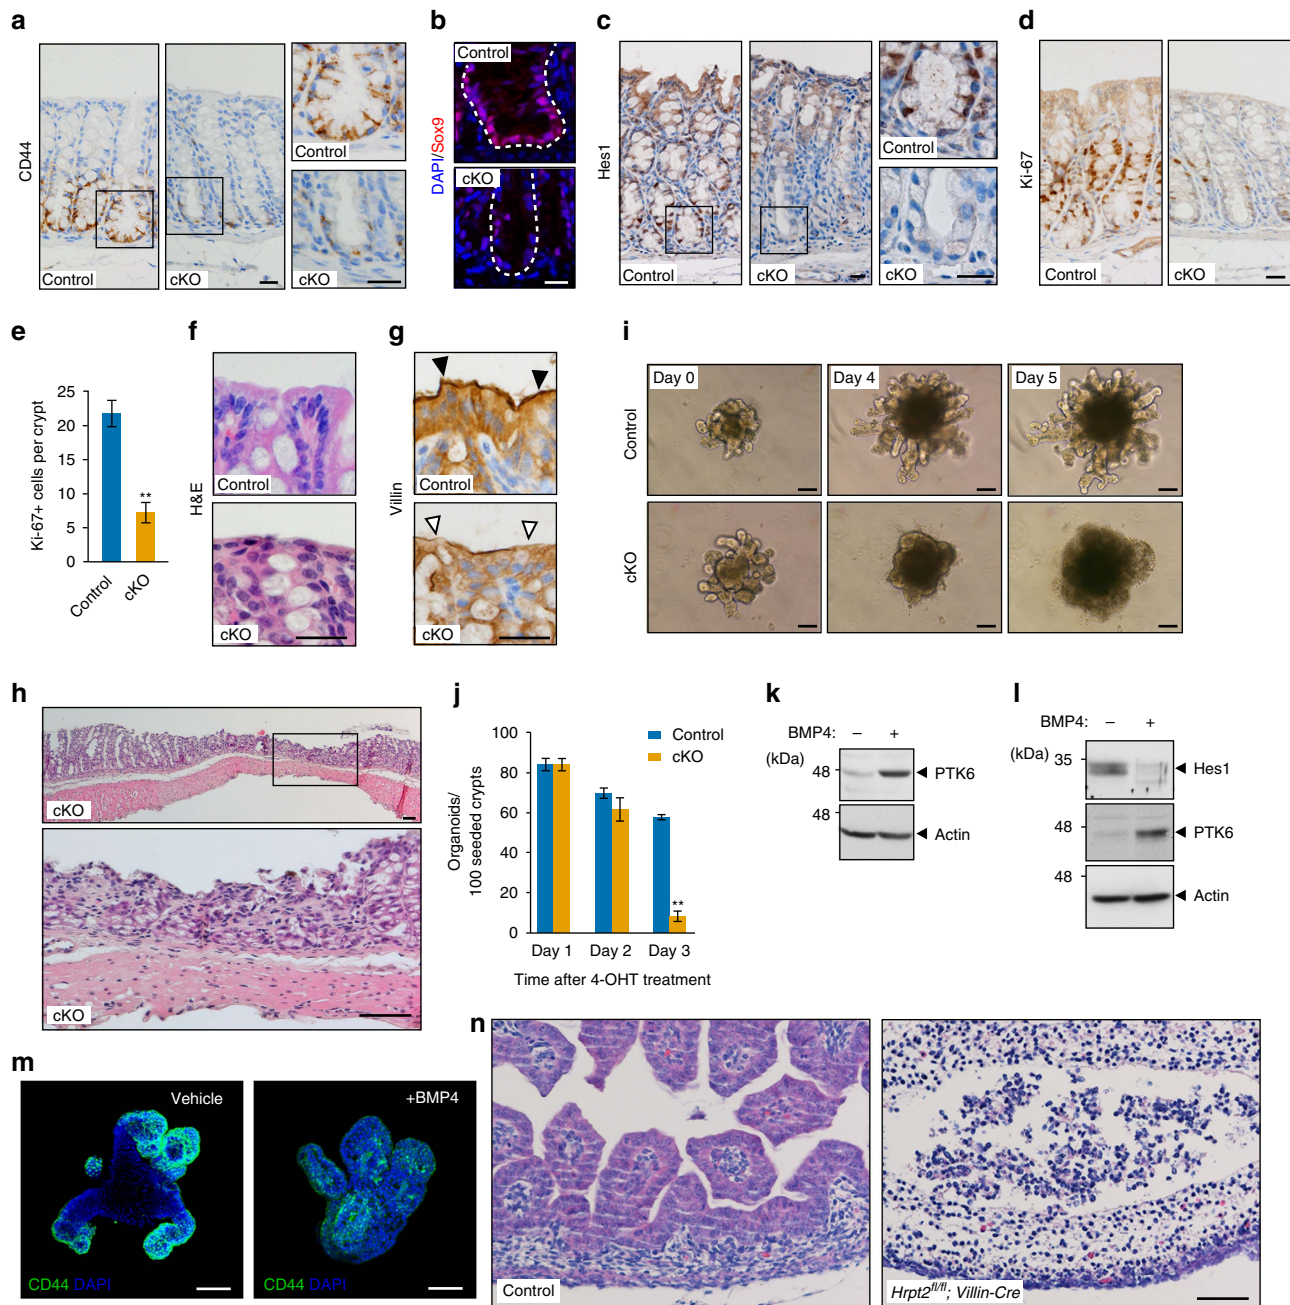 a
CD44
Control
cKO
Control
cKO
b
DAPI/Sox9
Control
cKO
c
Hes1
Control
cKO
Control
cKO
d
Ki-67
Control
cKO
e
Ki-67+ cells per crypt
25
20
15
10
5
0
Control
cKO
**
f
H&E
Control
cKO
g
Villin
Control
cKO
i
Day 0
Day 4
Day 5
Control
cKO
h
cKO
cKO
j
Organoids/
100 seeded crypts
100
80
60
40
20
0
Control
cKO
**
Day 1
Day 2
Day 3
Time after 4-OHT treatment
k
BMP4: – +
(kDa)
48
PTK6
48
Actin
l
BMP4: – +
(kDa)
35
Hes1
48
PTK6
48
Actin
m
Vehicle
CD44 DAPI
+BMP4
CD44 DAPI
n
Control
Hrpt2fl/fl; Villin-Cre